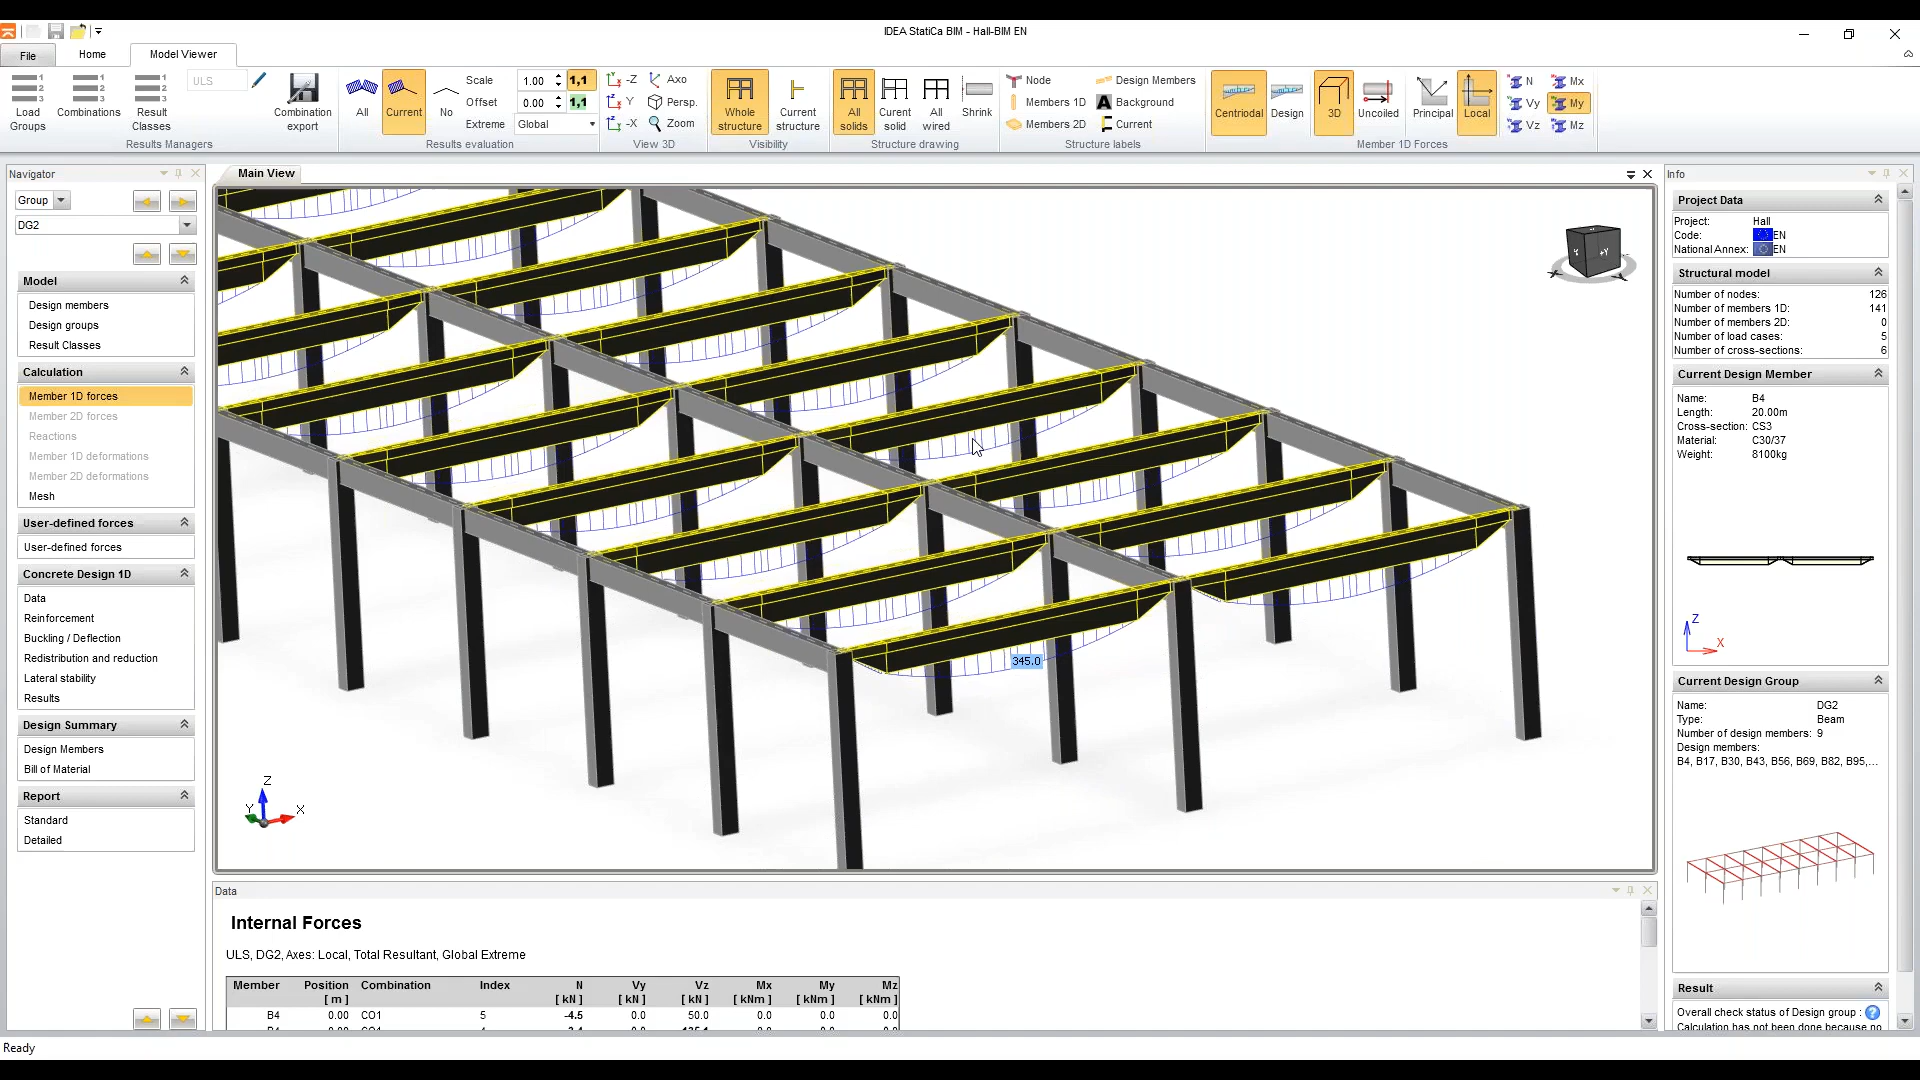 IDEA StatiCa BIM - Hall-BIM EN
File
Home
Model Viewer
Load Groups
Combinations
Result Classes
ULS
Combination export
Results Managers
All
Current
No
Scale 1.00 1,1
Offset 0.00 1,1
Extreme Global
Results evaluation
-Z
Y
-X
Axo
Persp.
Zoom
View 3D
Whole structure
Current structure
Visibility
All solids
Curent solid
All wired
Shrink
Structure drawing
Node
Members 1D
Members 2D
Design Members
Background
Current
Structure labels
Centriodal
Design
3D
Uncoiled
Principal
Local
N
Vy
Vz
Mx
My
Mz
Member 1D Forces
Navigator
Group
DG2
Model
Design members
Design groups
Result Classes
Calculation
Member 1D forces
Member 2D forces
Reactions
Member 1D deformations
Member 2D deformations
Mesh
User-defined forces
User-defined forces
Concrete Design 1D
Data
Reinforcement
Buckling / Deflection
Redistribution and reduction
Lateral stability
Results
Design Summary
Design Members
Bill of Material
Report
Standard
Detailed
Main View
345.0
Z
Y
X
+Y
Data
Internal Forces
ULS, DG2, Axes: Local, Total Resultant, Global Extreme
Member Position Combination Index N Vy Vz Mx My Mz
[ m ] [ kN ] [ kN ] [ kN ] [ kNm ] [ kNm ] [ kNm ]
B4 0.00 CO1 5 -4.5 0.0 50.0 0.0 0.0 0.0
Info
Project Data
Project: Hall
Code: EN
National Annex: EN
Structural model
Number of nodes: 126
Number of members 1D: 141
Number of members 2D: 0
Number of load cases: 5
Number of cross-sections: 6
Current Design Member
Name: B4
Length: 20.00m
Cross-section: CS3
Material: C30/37
Weight: 8100kg
Z
X
Current Design Group
Name: DG2
Type: Beam
Number of design members: 9
Design members:
B4, B17, B30, B43, B56, B69, B82, B95,...
Result
Overall check status of Design group :
Calculation has not been done because no
Ready